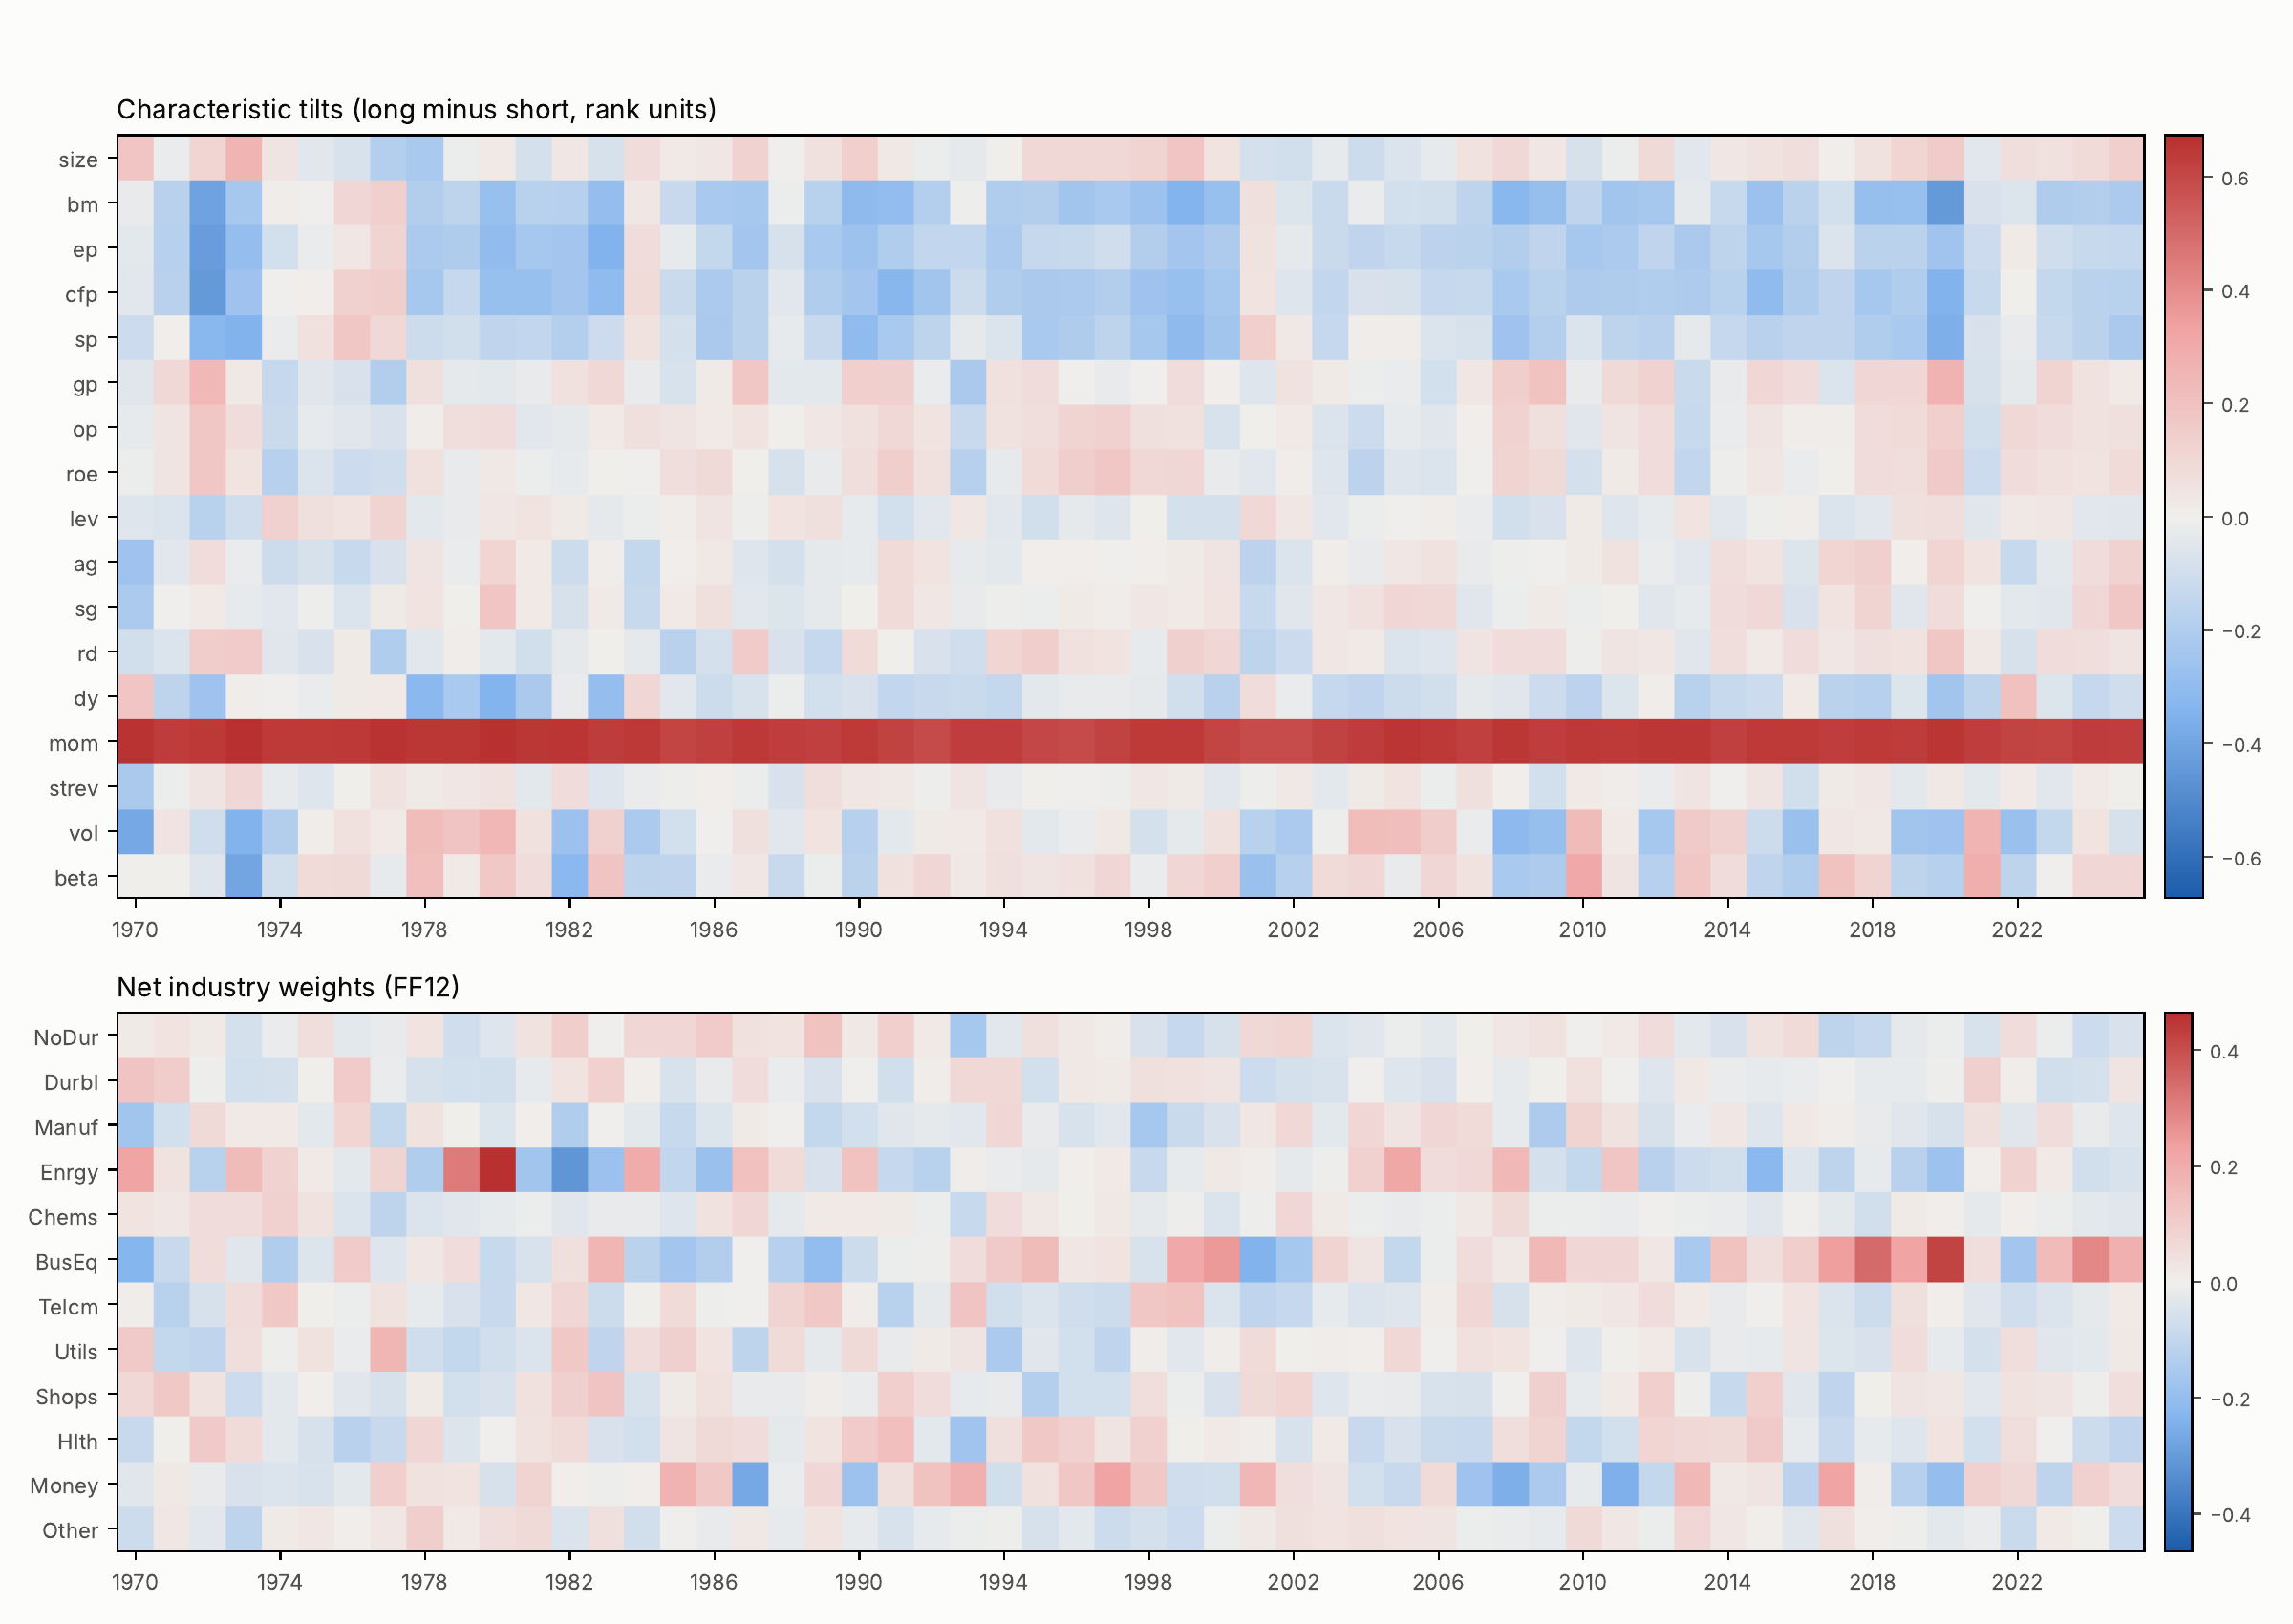 Characteristic tilts (long minus short, rank units)
size
bm
ep
cfp
sp
gp
op
roe
lev
ag
sg
rd
dy
mom
strev
vol
beta
0.6
0.4
0.2
0.0
−0.2
−0.4
−0.6
1970 1974 1978 1982 1986 1990 1994 1998 2002 2006 2010 2014 2018 2022
Net industry weights (FF12)
NoDur
Durbl
Manuf
Enrgy
Chems
BusEq
Telcm
Utils
Shops
Hlth
Money
Other
0.4
0.2
0.0
−0.2
−0.4
1970 1974 1978 1982 1986 1990 1994 1998 2002 2006 2010 2014 2018 2022